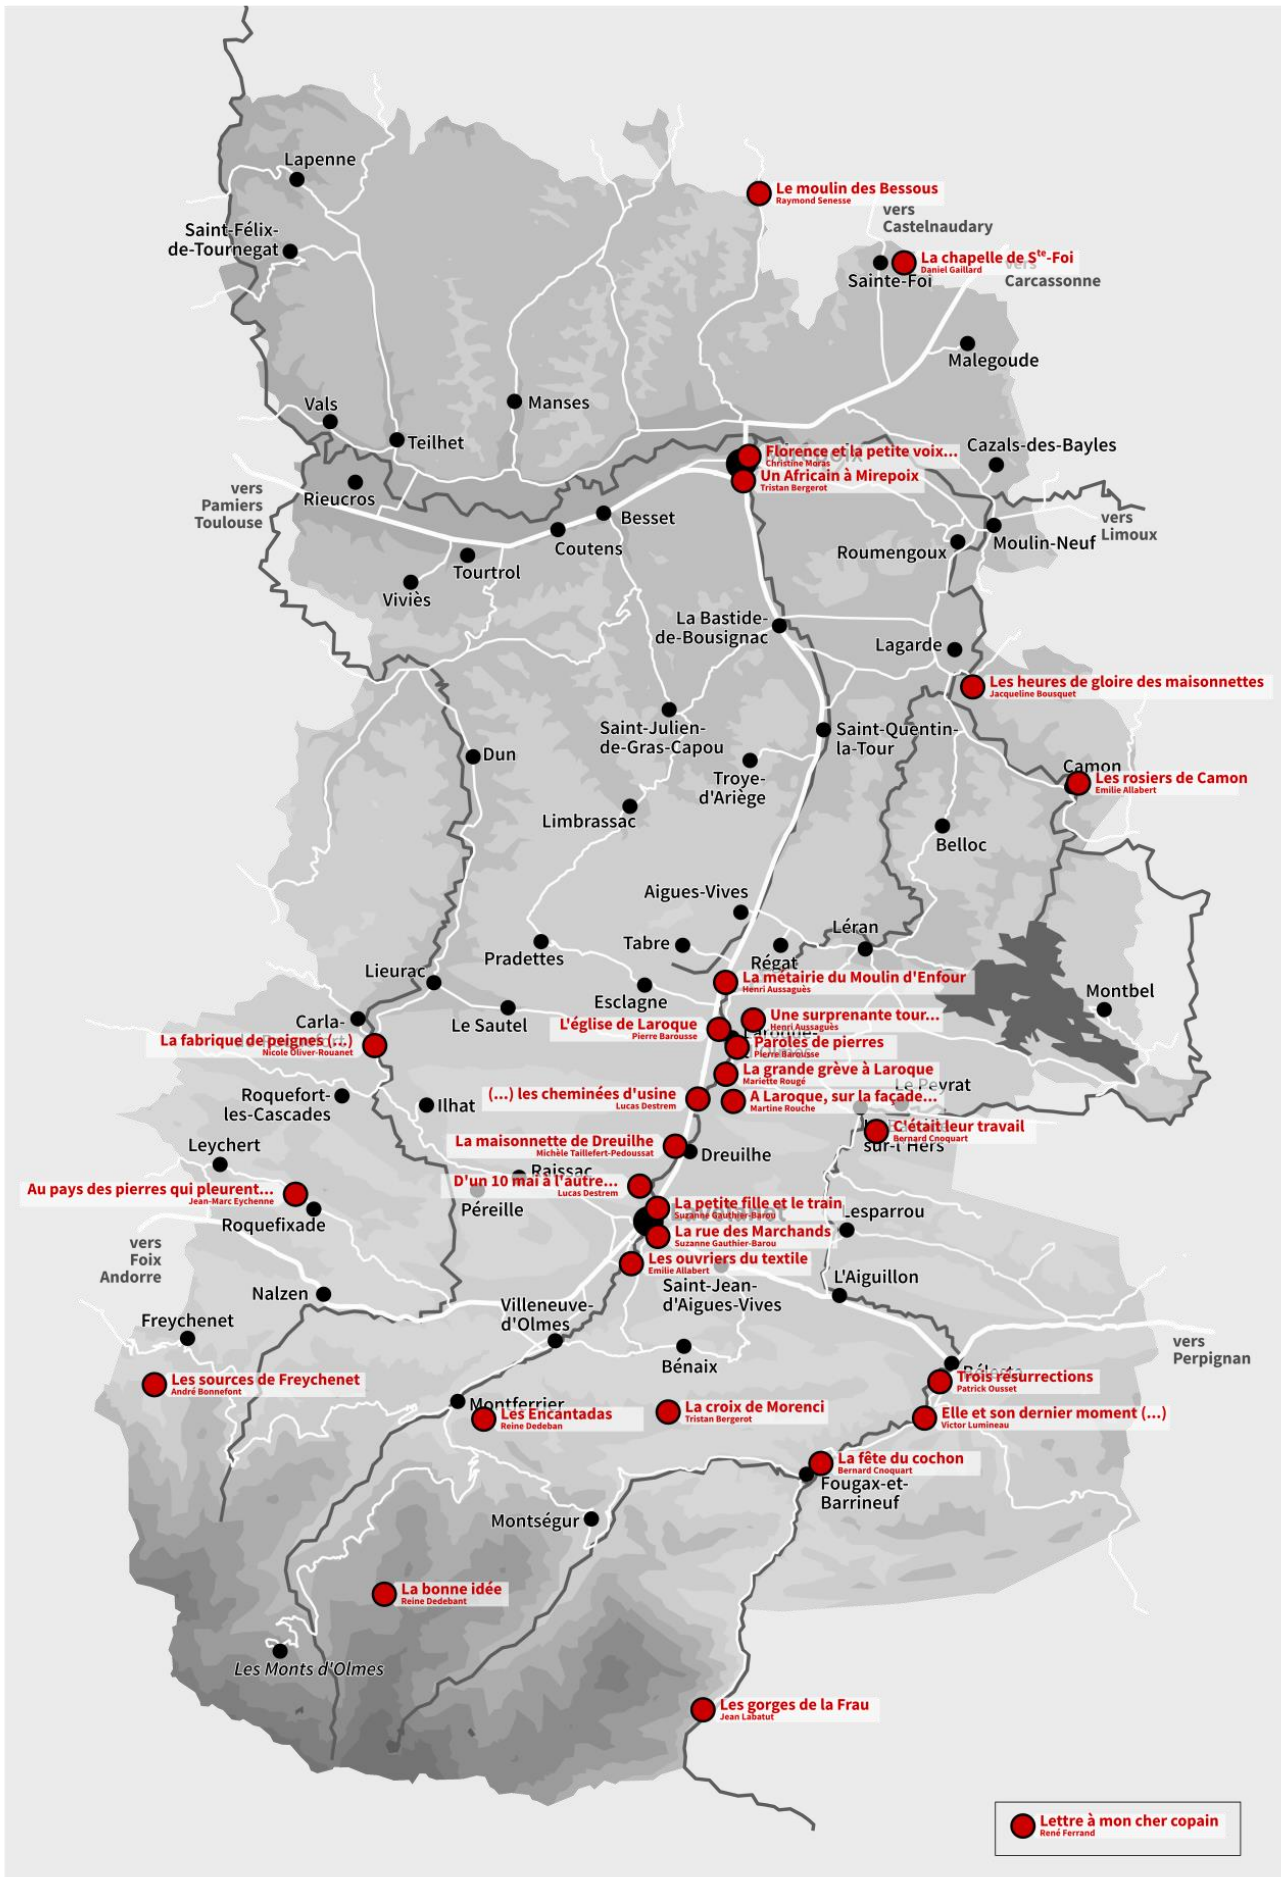 Lapenne
Saint-Félix-
de-Tournegat
Le moulin des Bessous
Raymond Senesse
vers
Castelnaudary
La chapelle de Ste-Foi
Daniel Gaillard
Sainte-Foi
vers
Carcassonne
Malegoude
Vals
Manses
Teilhet
Cazals-des-Bayles
Florence et la petite voix...
Christine Moras
Un Africain à Mirepoix
Tristan Bergerot
Rieucros
vers
Pamiers
Toulouse
Besset
Coutens
vers
Limoux
Moulin-Neuf
Roumengoux
Tourtrol
Viviès
La Bastide-
de-Bousignac
Lagarde
Les heures de gloire des maisonnettes
Jacqueline Bousquet
Saint-Julien-
de-Gras-Capou
Saint-Quentin-
la-Tour
Dun
Troye-
d'Ariège
Camon
Les rosiers de Camon
Emilie Allabert
Limbrassac
Belloc
Aigues-Vives
Léran
Tabre
Régat
Pradettes
Lieurac
La métairie du Moulin d'Enfour
Henri Aussaguès
Esclagne
Montbel
Le Sautel
Carla-
La fabrique de peignes (...)
Nicole Oliver-Rouanet
Une surprenante tour...
Henri Aussaguès
L'église de Laroque
Pierre Barousse
Laroque-
Paroles de pierres
Pierre Barousse
La grande grève à Laroque
Mariette Rougé
Le Peyrat
(...) les cheminées d'usine
Lucas Destrem
A Laroque, sur la façade...
Martine Rouche
Roquefort-
les-Cascades
Ilhat
C'était leur travail
Bernard Cnoquart
sur-l'Hers
Leychert
La maisonnette de Dreuilhe
Michèle Taillefert-Pedoussat
Dreuilhe
Raissac
D'un 10 mai à l'autre...
Lucas Destrem
Au pays des pierres qui pleurent...
Jean-Marc Eychenne
Roquefixade
Péreille
La petite fille et le train
Suzanne Gauthier-Barou
Lesparrou
La rue des Marchands
Suzanne Gauthier-Barou
vers
Foix
Andorre
Les ouvriers du textile
Emilie Allabert
Saint-Jean-
d'Aigues-Vives
L'Aiguillon
Nalzen
Villeneuve-
d'Olmes
Freychenet
Bénaix
vers
Perpignan
Bélesta
Trois résurrections
Patrick Ousset
Les sources de Freychenet
André Bonnefont
Montferrier
Les Encantadas
Reine Dedeban
La croix de Morenci
Tristan Bergerot
Elle et son dernier moment (...)
Victor Lumineau
La fête du cochon
Bernard Cnoquart
Fougax-et-
Barrineuf
Montségur
La bonne idée
Reine Dedebant
Les Monts d'Olmes
Les gorges de la Frau
Jean Labatut
Lettre à mon cher copain
René Ferrand